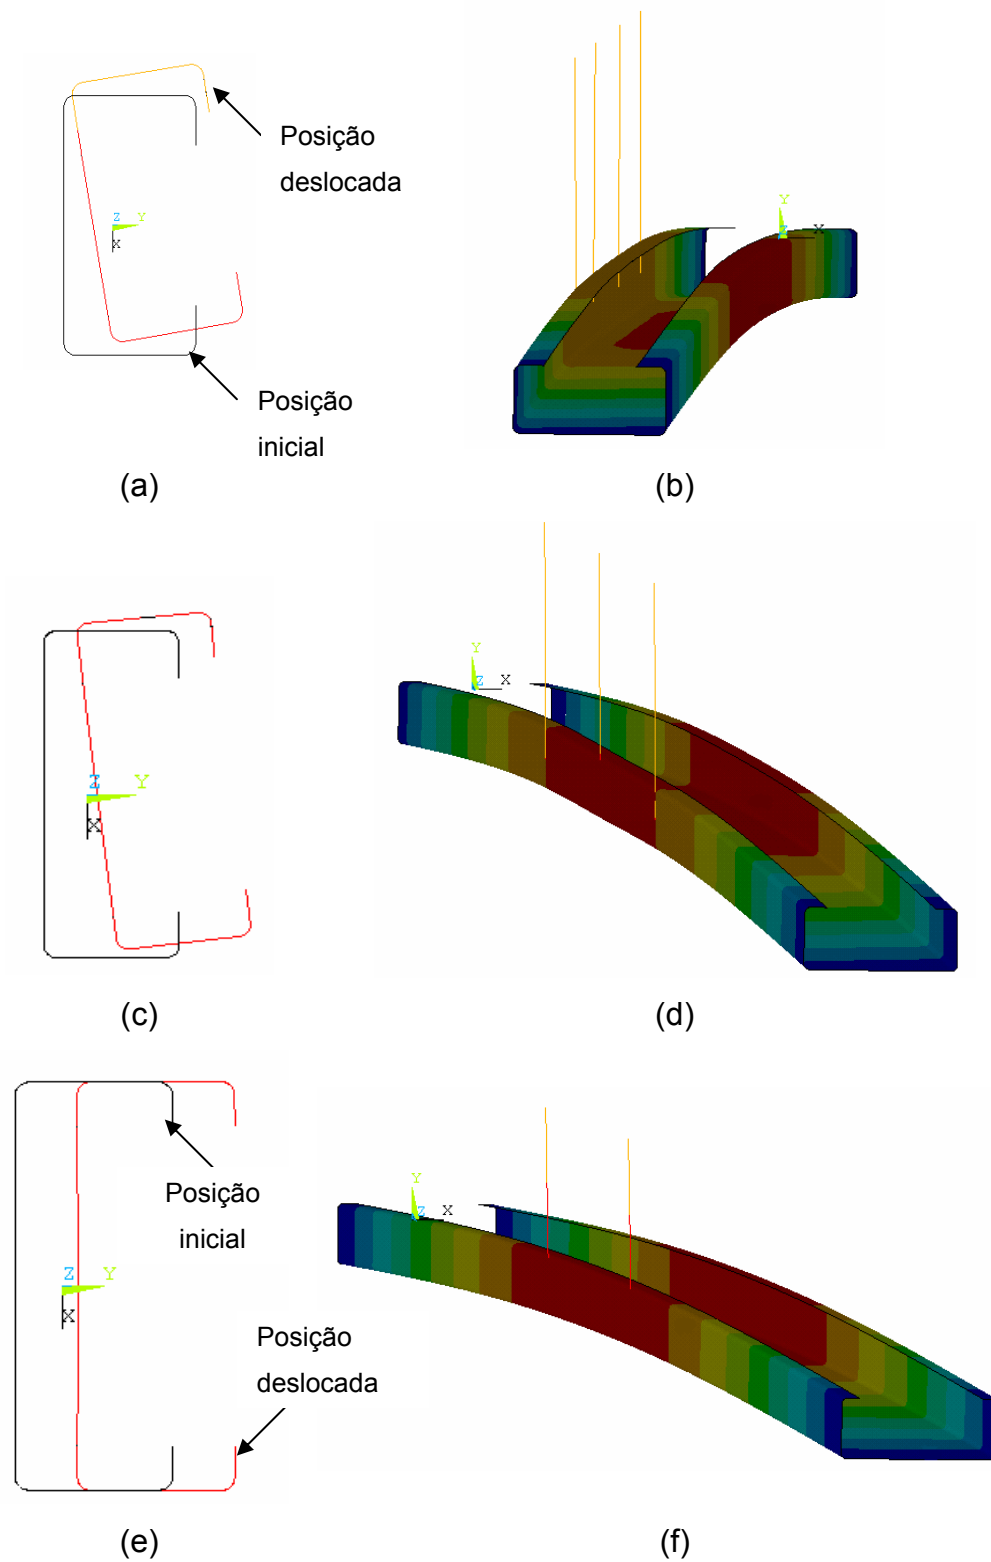 Posição
deslocada
Z Y
X
Posição
inicial
Y
Z X
(a)
(b)
Y
Z X
Z Y
X
(c)
(d)
Posição
inicial
Y
Z X
Z Y
X
Posição
deslocada
(e)
(f)